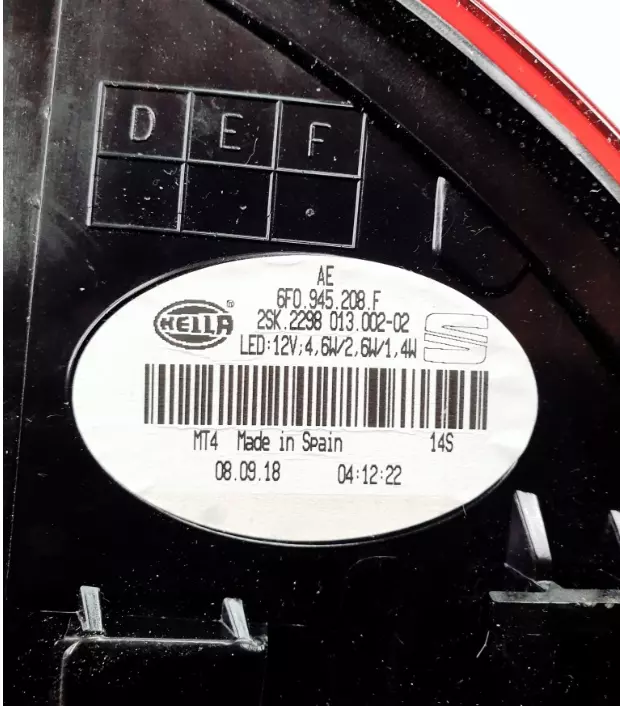 D E F
AE
6F0.945.208.F
HELLA ®
2SK.2298 013.002-02
LED:12V;4,6W/2,6W/1,4W
MT4 Made in Spain 14S
08.09.18 04:12:22